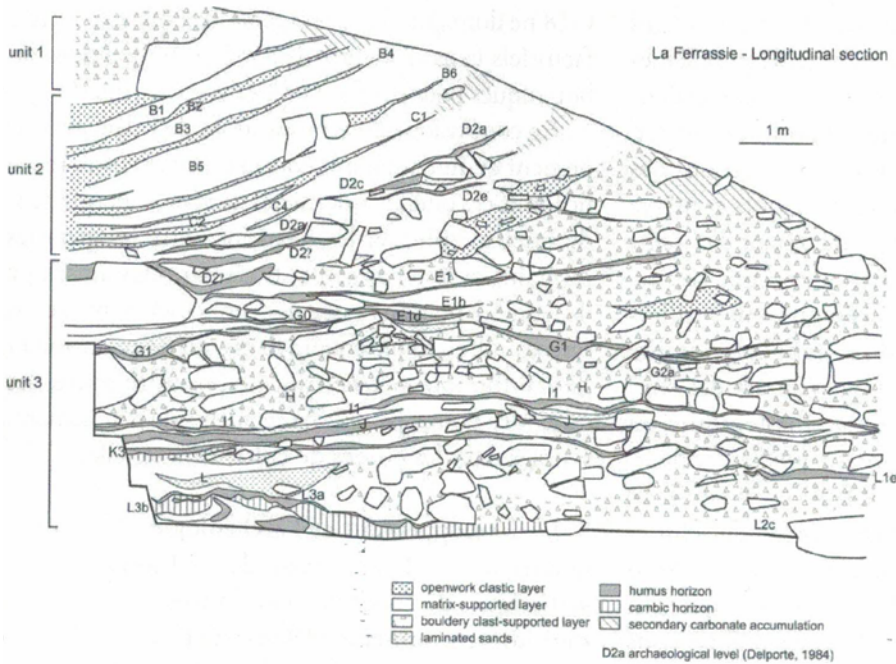 unit 1
unit 2
unit 3
La Ferrassie - Longitudinal section
1 m
B4
B6
B1
B2
B3
B5
C1
D2a
D2c
D2e
C2
C4
D2a
D2?
D2?
E1
E1b
G0
E1d
G1
G1
G2a
H
H
I1
I1
I1
J
J
K3
L
L1e
L3a
L3b
L2c
openwork clastic layer
matrix-supported layer
bouldery clast-supported layer
laminated sands
humus horizon
cambic horizon
secondary carbonate accumulation
D2a archaeological level (Delporte, 1984)